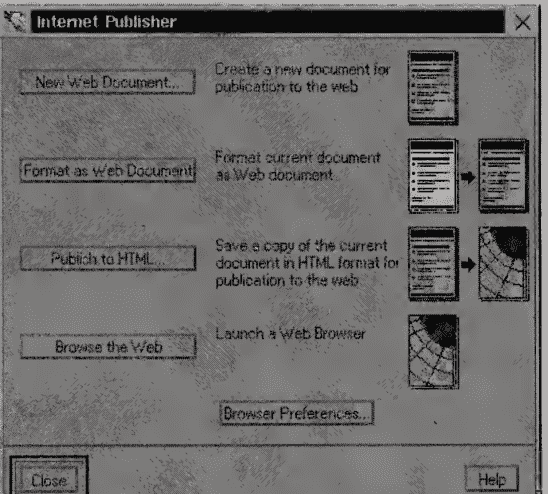 Internet Publisher
New Web Document...
Create a new document for
publication to the web
Format as Web Document
Format current document
as Web document
Publish to HTML...
Save a copy of the current
document in HTML format for
publication to the web
Browse the Web
Launch a Web Browser
Browser Preferences...
Close
Help